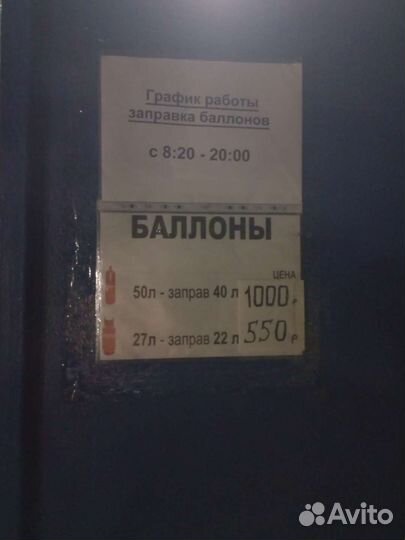 График работы
заправка баллонов
с 8:20 - 20:00
БАЛЛОНЫ
ЦЕНА
50л - заправ 40 л 1000 р
27л - заправ 22 л 550 р
Avito